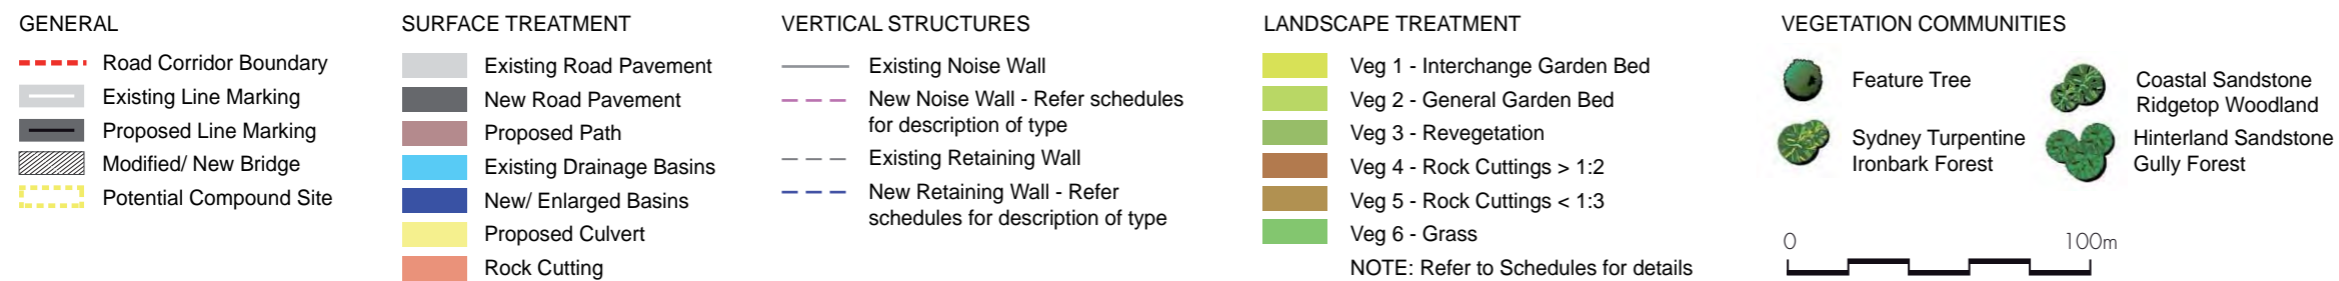 GENERAL
Road Corridor Boundary
Existing Line Marking
Proposed Line Marking
Modified/ New Bridge
Potential Compound Site
SURFACE TREATMENT
Existing Road Pavement
New Road Pavement
Proposed Path
Existing Drainage Basins
New/ Enlarged Basins
Proposed Culvert
Rock Cutting
VERTICAL STRUCTURES
Existing Noise Wall
New Noise Wall - Refer schedules
for description of type
Existing Retaining Wall
New Retaining Wall - Refer
schedules for description of type
LANDSCAPE TREATMENT
Veg 1 - Interchange Garden Bed
Veg 2 - General Garden Bed
Veg 3 - Revegetation
Veg 4 - Rock Cuttings > 1:2
Veg 5 - Rock Cuttings < 1:3
Veg 6 - Grass
NOTE: Refer to Schedules for details
VEGETATION COMMUNITIES
Feature Tree
Sydney Turpentine
Ironbark Forest
Coastal Sandstone
Ridgetop Woodland
Hinterland Sandstone
Gully Forest
0 100m